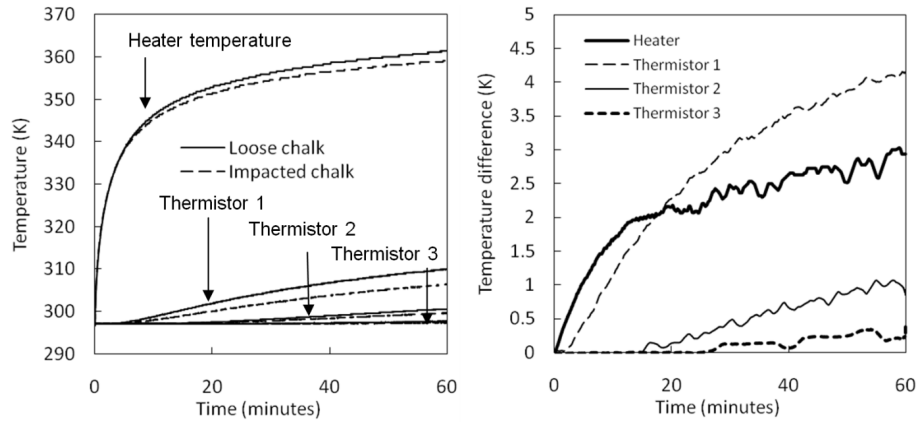 370
360
350
340
330
320
310
300
290
Temperature (K)
Heater temperature
Loose chalk
Impacted chalk
Thermistor 1
Thermistor 2
Thermistor 3
0
20
40
60
Time (minutes)
5
4.5
4
3.5
3
2.5
2
1.5
1
0.5
0
Temperature difference (K)
Heater
Thermistor 1
Thermistor 2
Thermistor 3
0
20
40
60
Time (minutes)